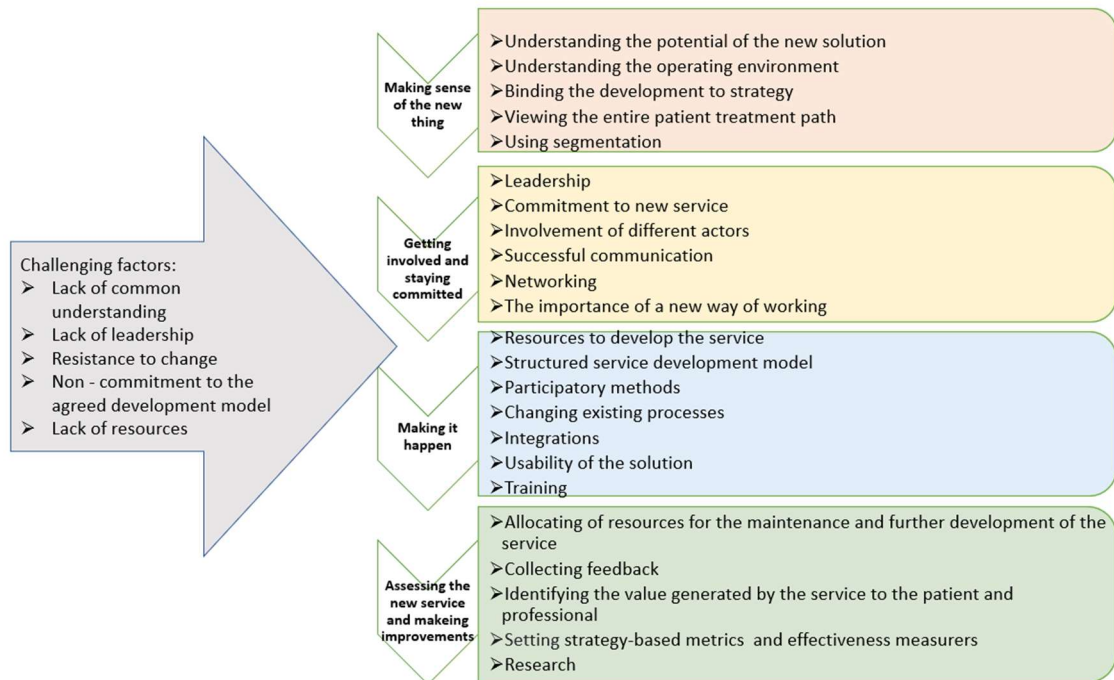 Challenging factors:
➢ Lack of common
understanding
➢ Lack of leadership
➢ Resistance to change
➢ Non - commitment to the
agreed development model
➢ Lack of resources
Making sense
of the new
thing
➢Understanding the potential of the new solution
➢Understanding the operating environment
➢Binding the development to strategy
➢Viewing the entire patient treatment path
➢Using segmentation
Getting
involved and
staying
committed
➢Leadership
➢Commitment to new service
➢Involvement of different actors
➢Successful communication
➢Networking
➢The importance of a new way of working
Making it
happen
➢Resources to develop the service
➢Structured service development model
➢Participatory methods
➢Changing existing processes
➢Integrations
➢Usability of the solution
➢Training
Assessing the
new service
and makeing
improvements
➢Allocating of resources for the maintenance and further development of the
service
➢Collecting feedback
➢Identifying the value generated by the service to the patient and
professional
➢Setting strategy-based metrics and effectiveness measurers
➢Research